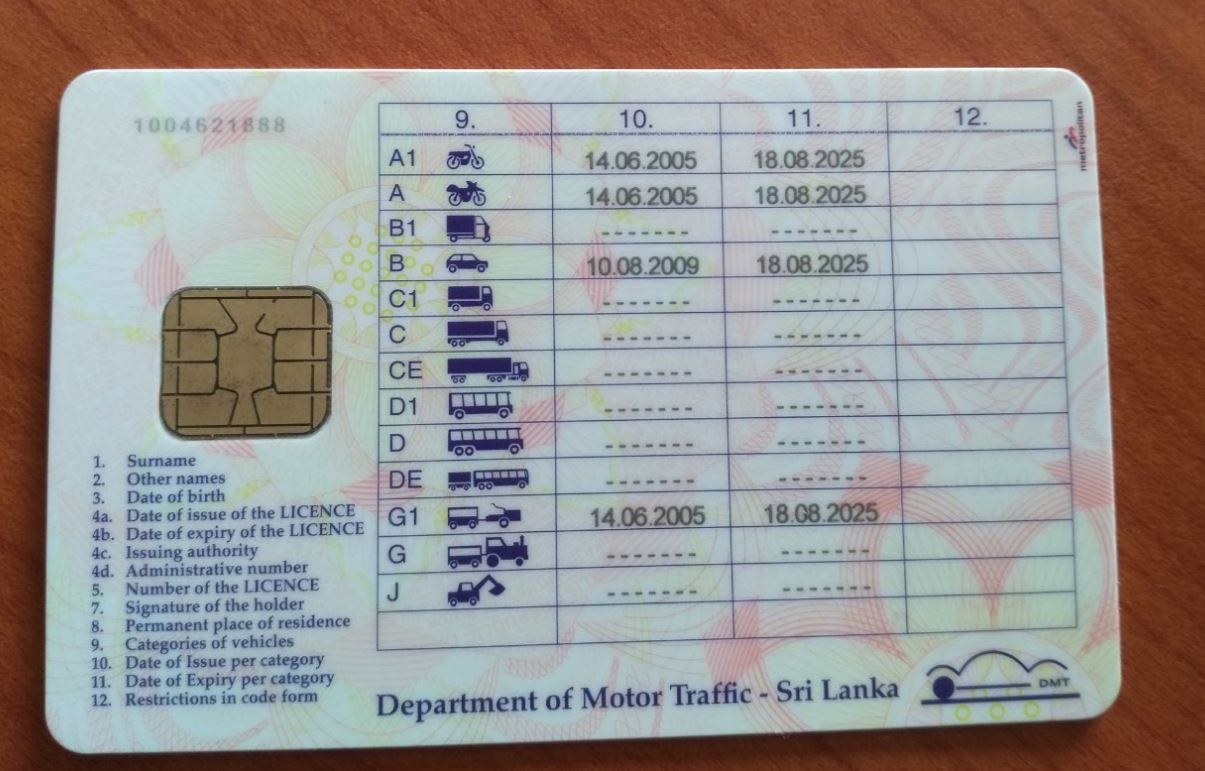 1004621888
9. 10. 11. 12.
A1 14.06.2005 18.08.2025
A 14.06.2005 18.08.2025
B1 ------- -------
B 10.08.2009 18.08.2025
C1 ------- -------
C ------- -------
CE ------- -------
D1 ------- -------
D ------- -------
DE ------- -------
G1 14.06.2005 18.08.2025
G ------- -------
J ------- -------
metropolitan
1. Surname
2. Other names
3. Date of birth
4a. Date of issue of the LICENCE
4b. Date of expiry of the LICENCE
4c. Issuing authority
4d. Administrative number
5. Number of the LICENCE
7. Signature of the holder
8. Permanent place of residence
9. Categories of vehicles
10. Date of Issue per category
11. Date of Expiry per category
12. Restrictions in code form
Department of Motor Traffic - Sri Lanka
DMT